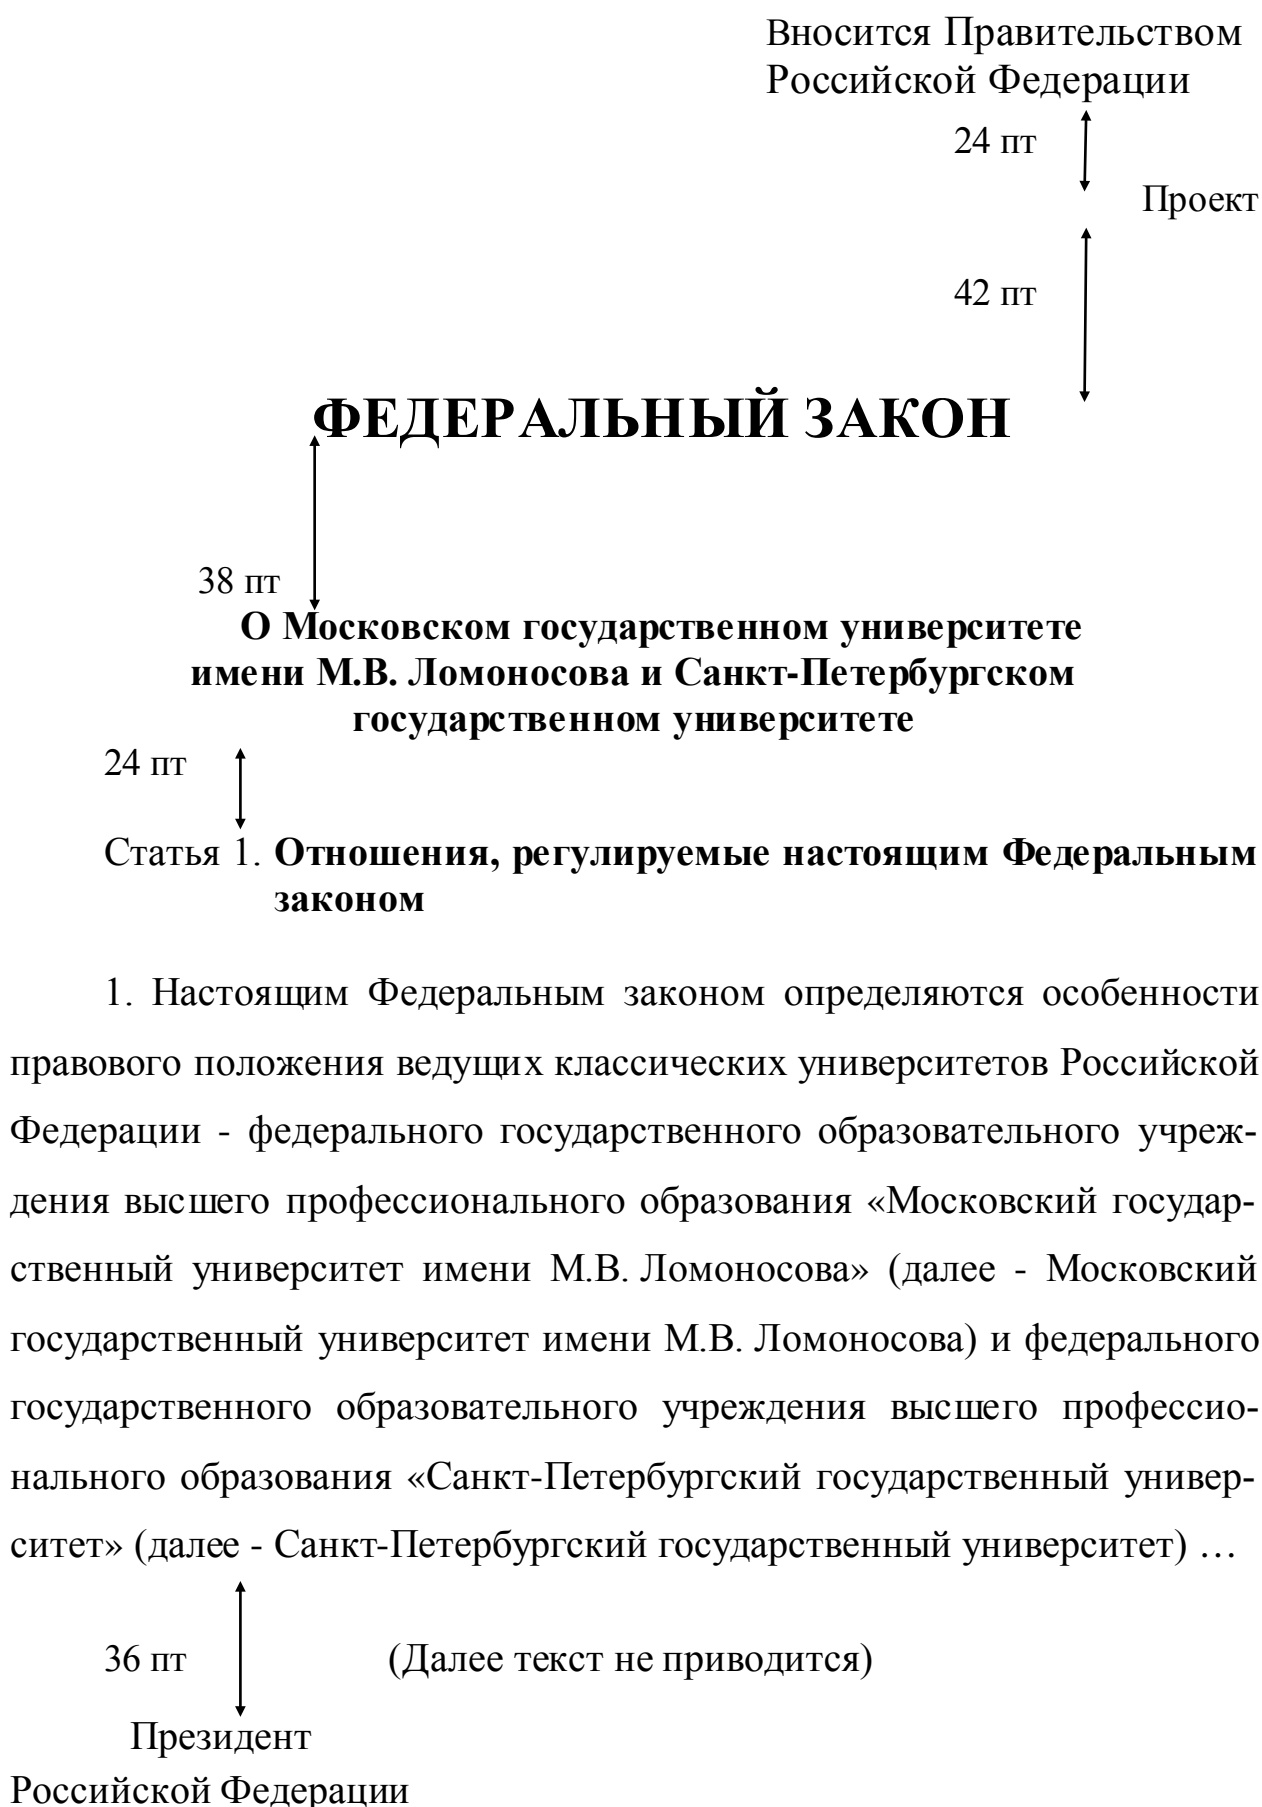 Вносится Правительством
Российской Федерации
24 пт
Проект
42 пт
ФЕДЕРАЛЬНЫЙ ЗАКОН
38 пт
О Московском государственном университете
имени М.В. Ломоносова и Санкт-Петербургском
государственном университете
24 пт
Статья 1. Отношения, регулируемые настоящим Федеральным
законом
1. Настоящим Федеральным законом определяются особенности
правового положения ведущих классических университетов Российской
Федерации - федерального государственного образовательного учреж-
дения высшего профессионального образования «Московский государ-
ственный университет имени М.В. Ломоносова» (далее - Московский
государственный университет имени М.В. Ломоносова) и федерального
государственного образовательного учреждения высшего профессио-
нального образования «Санкт-Петербургский государственный универ-
ситет» (далее - Санкт-Петербургский государственный университет) …
36 пт
(Далее текст не приводится)
Президент
Российской Федерации